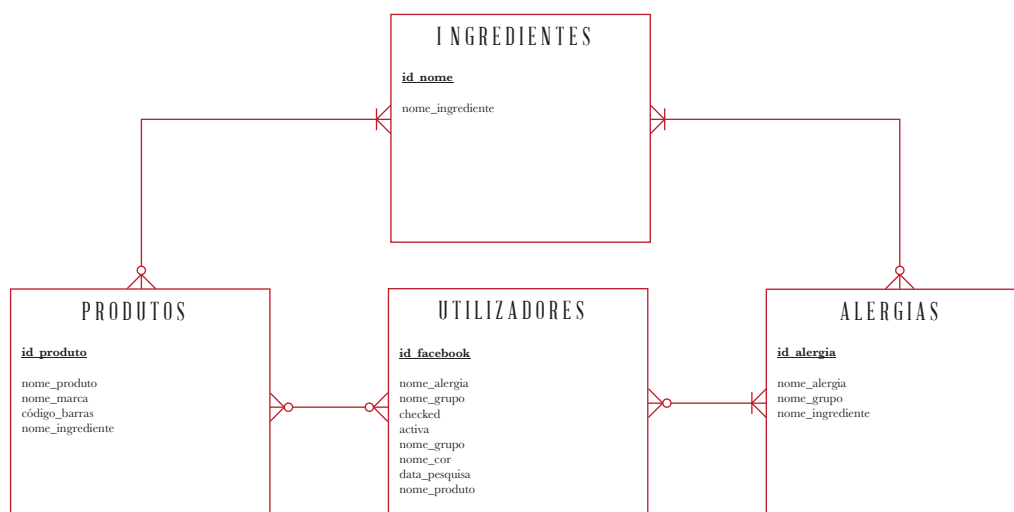 INGREDIENTES
id_nome
nome_ingrediente
PRODUTOS
id_produto
nome_produto
nome_marca
código_barras
nome_ingrediente
UTILIZADORES
id_facebook
nome_alergia
nome_grupo
checked
activa
nome_grupo
nome_cor
data_pesquisa
nome_produto
ALERGIAS
id_alergia
nome_alergia
nome_grupo
nome_ingrediente